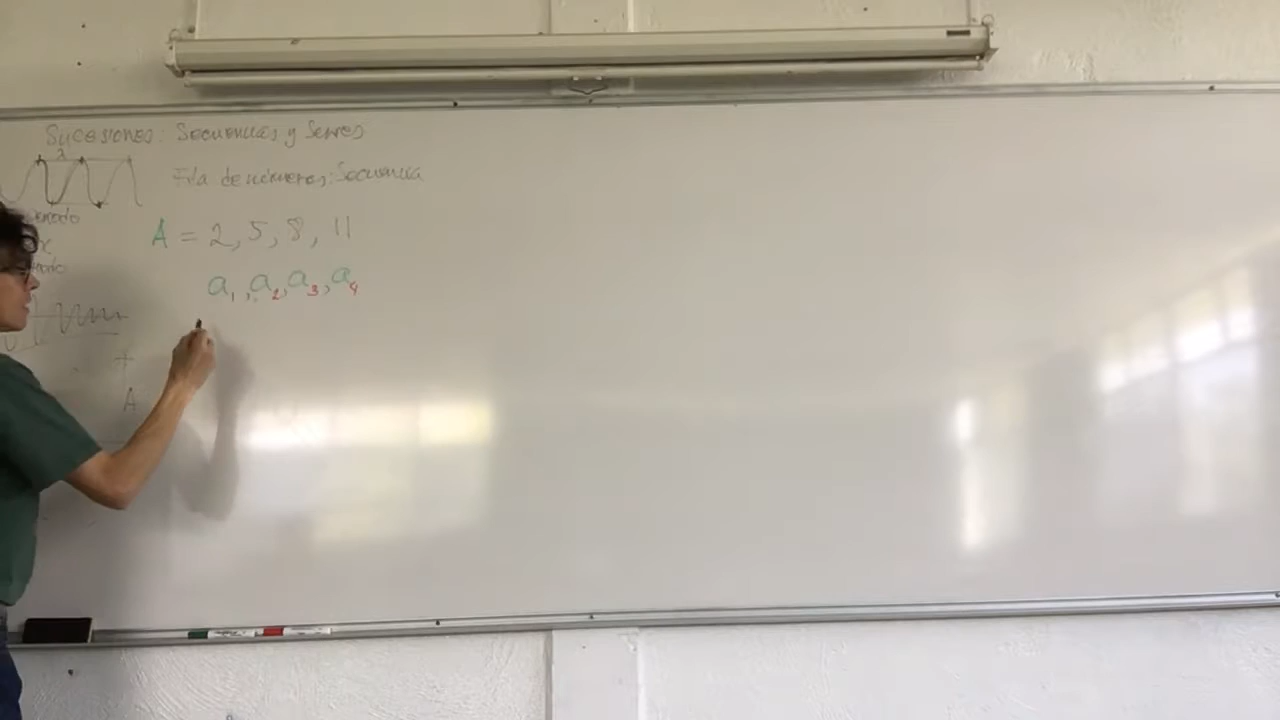 Sucesiones: Secuencias y Series
λ
Fila de números: Secuencia
A = 2, 5, 8, 11
a1, a2, a3, a4
A